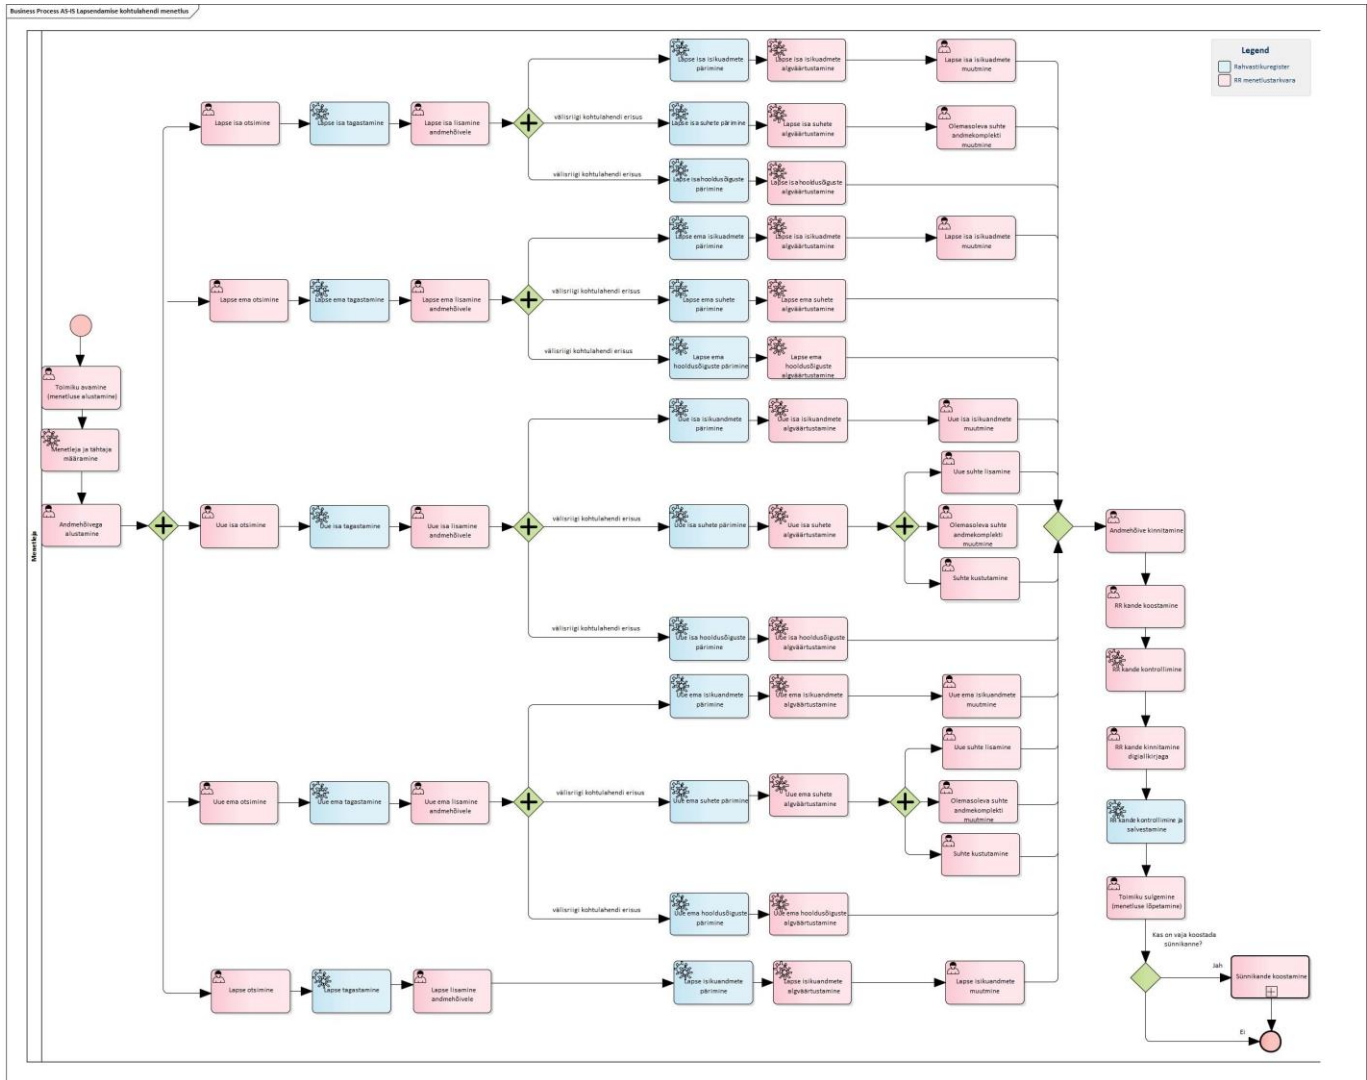 Business Process AS-IS Lapsendamise kohtulahendi menetlus
Menetleja
Legend
Rahvastikuregister
RR menetlustarkvara
Toimiku avamine
(menetluse alustamine)
Menetleja ja tähtaja
määramine
Andmehõivega
alustamine
Lapse isa otsimine
Lapse isa tagastamine
Lapse isa lisamine
andmehõivele
Lapse isa isikuadmete
pärimine
Lapse isa isikuadmete
algväärtustamine
Lapse isa isikuadmete
muutmine
välisriigi kohtulahendi erisus
Lapse isa suhete pärimine
Lapse isa suhete
algväärtustamine
Olemasoleva suhte
andmekomplekti
muutmine
välisriigi kohtulahendi erisus
Lapse isa hooldusõiguste
pärimine
Lapse isa hooldusõiguste
algväärtustamine
Lapse ema otsimine
Lapse ema tagastamine
Lapse ema lisamine
andmehõivele
Lapse ema isikuadmete
pärimine
Lapse isa isikuadmete
algväärtustamine
Lapse isa isikuadmete
muutmine
välisriigi kohtulahendi erisus
Lapse ema suhete
pärimine
Lapse ema suhete
algväärtustamine
välisriigi kohtulahendi erisus
Lapse ema
hooldusõiguste pärimine
Lapse ema
hooldusõiguste
algväärtustamine
Uue isa otsimine
Uue isa tagastamine
Uue isa lisamine
andmehõivele
Uue isa isikuandmete
pärimine
Uue isa isikuandmete
algväärtustamine
Uue isa isikuandmete
muutmine
välisriigi kohtulahendi erisus
Uue isa suhete pärimine
Uue isa suhete
algväärtustamine
Uue suhte lisamine
Olemasoleva suhte
andmekomplekti
muutmine
Suhte kustutamine
välisriigi kohtulahendi erisus
Uue isa hooldusõiguste
pärimine
Uue isa hooldusõiguste
algväärtustamine
Uue ema otsimine
Uue ema tagastamine
Uue ema lisamine
andmehõivele
Uue ema isikuandmete
pärimine
Uue ema isikuandmete
algväärtustamine
Uue ema isikuandmete
muutmine
välisriigi kohtulahendi erisus
Uue ema suhete pärimine
Uue ema suhete
algväärtustamine
Uue suhte lisamine
Olemasoleva suhte
andmekomplekti
muutmine
Suhte kustutamine
välisriigi kohtulahendi erisus
Uue ema hooldusõiguste
pärimine
Uue ema hooldusõiguste
algväärtustamine
Lapse otsimine
Lapse tagastamine
Lapse lisamine
andmehõivele
Lapse isikuandmete
pärimine
Lapse isikuandmete
algväärtustamine
Lapse isikuandmete
muutmine
Andmehõive kinnitamine
RR kande koostamine
RR kande kontrollimine
RR kande kinnitamine
digiallkirjaga
RR kande kontrollimine ja
salvestamine
Toimiku sulgemine
(menetluse lõpetamine)
Kas on vaja koostada
sünnikanne?
Jah
Sünnikande koostamine
Ei